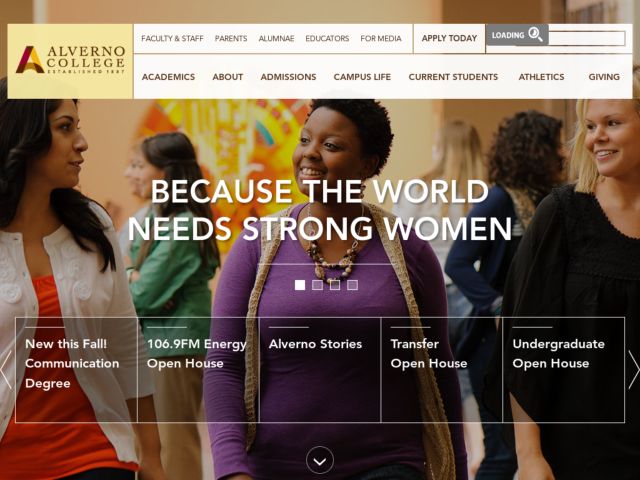 ALVERNO
COLLEGE
ESTABLISHED 1887
FACULTY & STAFF PARENTS ALUMNAE EDUCATORS FOR MEDIA APPLY TODAY LOADING
ACADEMICS ABOUT ADMISSIONS CAMPUS LIFE CURRENT STUDENTS ATHLETICS GIVING
BECAUSE THE WORLD
NEEDS STRONG WOMEN
New this Fall!
Communication
Degree
106.9FM Energy
Open House
Alverno Stories
Transfer
Open House
Undergraduate
Open House